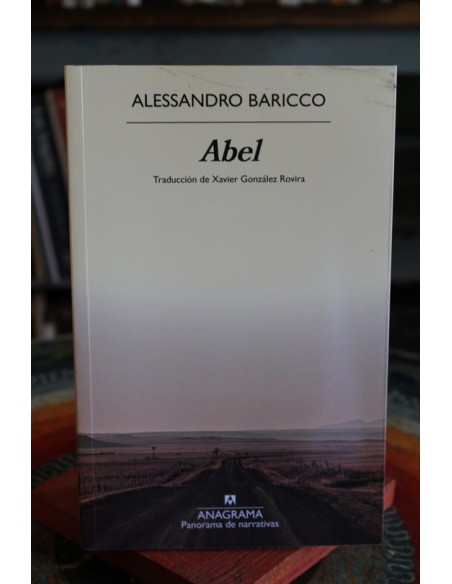 ALESSANDRO BARICCO
Abel
Traducción de Xavier González Rovira
ANAGRAMA
Panorama de narrativas